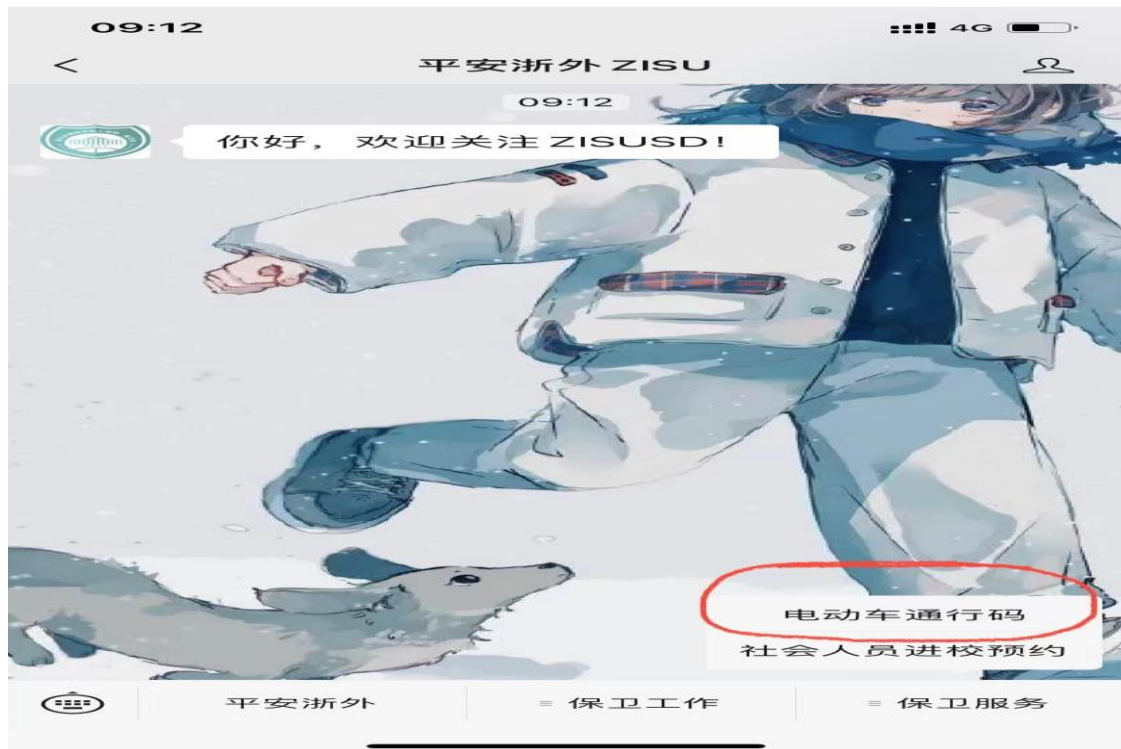 09:12
4G
平安浙外 ZISU
09:12
你好，欢迎关注 ZISUSD！
电动车通行码
社会人员进校预约
平安浙外
保卫工作
保卫服务